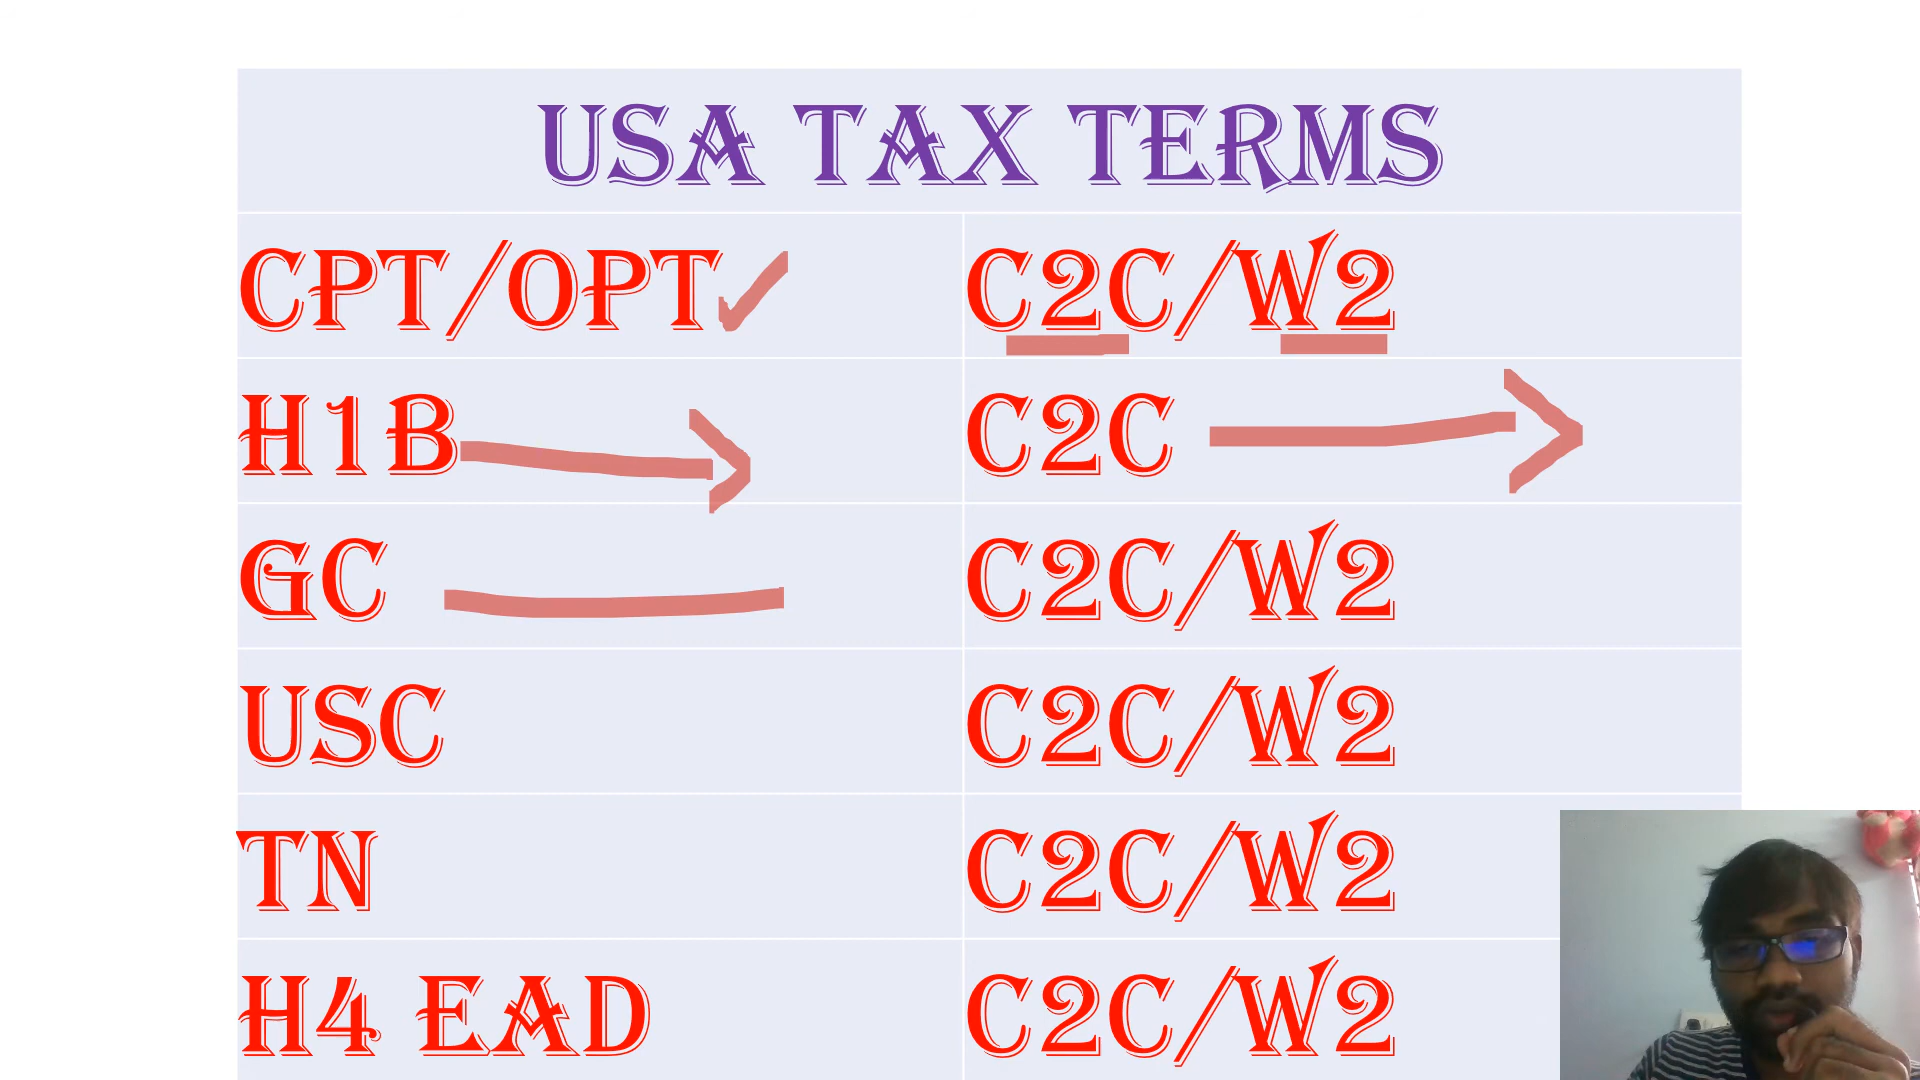 USA TAX TERMS
CPT/OPT C2C/W2
H1B C2C
GC C2C/W2
USC C2C/W2
TN C2C/W2
H4 EAD C2C/W2